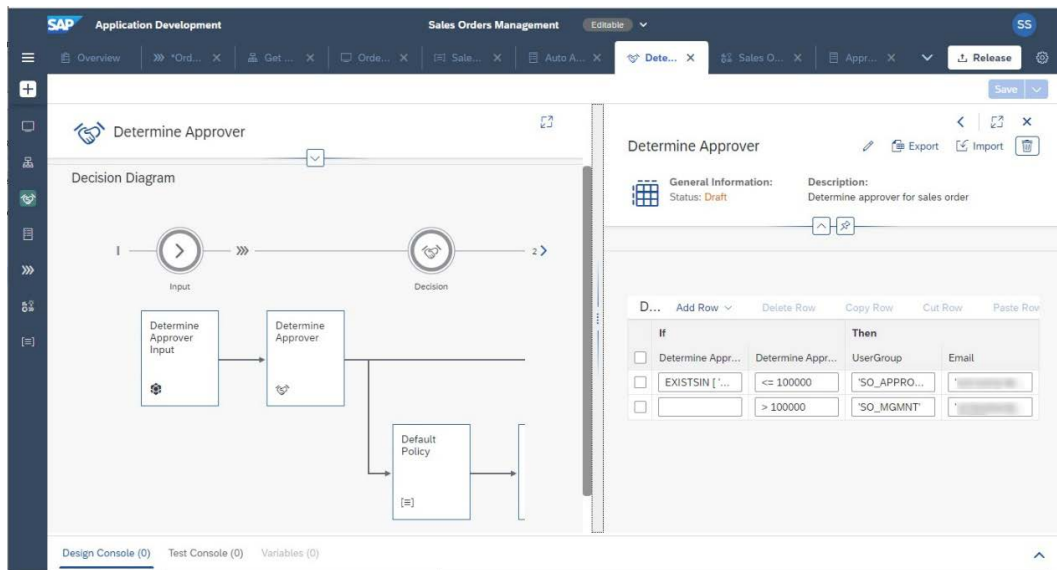 SAP Application Development Sales Orders Management Editable SS
Overview *Ord... Get ... Orde... Sale... Auto A... Dete... Sales O... Appr... Release
Save
Determine Approver
Decision Diagram
Input
Decision
2
Determine Approver Input
Determine Approver
Default Policy
[=]
Determine Approver Export Import
General Information: Description:
Status: Draft Determine approver for sales order
D... Add Row Delete Row Copy Row Cut Row Paste Row
If Then
Determine Appr... Determine Appr... UserGroup Email
EXISTSIN [ '... <= 100000 'SO_APPRO... '
> 100000 'SO_MGMNT' '
Design Console (0) Test Console (0) Variables (0)